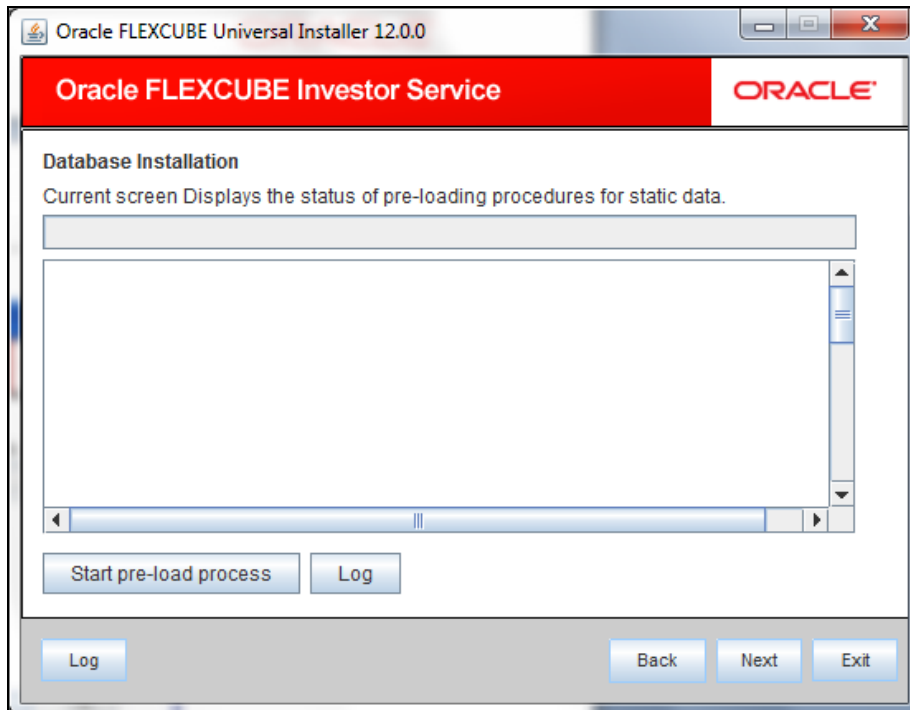 Oracle FLEXCUBE Universal Installer 12.0.0
Oracle FLEXCUBE Investor Service
ORACLE
Database Installation
Current screen Displays the status of pre-loading procedures for static data.
Start pre-load process Log
Log Back Next Exit